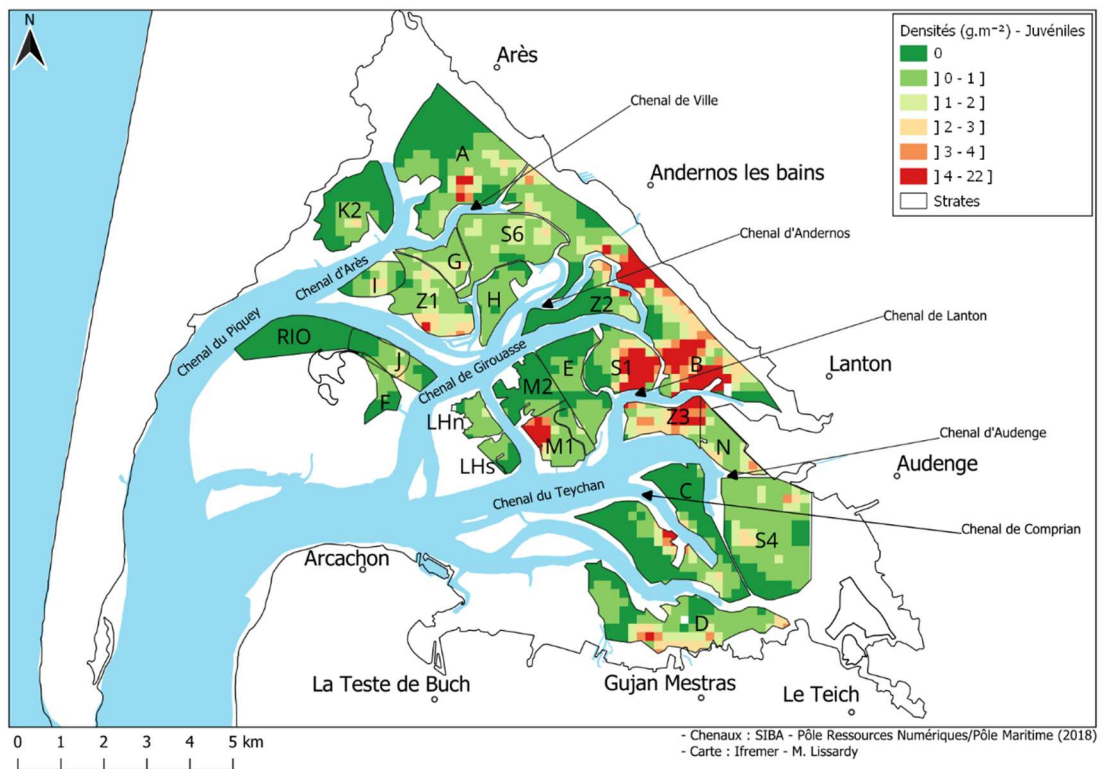 N
Densités (g.m⁻²) - Juvéniles
0
] 0 - 1 ]
] 1 - 2 ]
] 2 - 3 ]
] 3 - 4 ]
] 4 - 22 ]
Strates
Arès
Chenal de Ville
Andernos les bains
Chenal d'Andernos
A
K2
S6
G
Chenal d'Arès
I
Z1
H
Z2
Chenal de Lanton
Chenal du Piquey
RIO
J
Chenal de Girouasse
E
S1
B
Lanton
M2
F
LHn
Z3
M1
N
Chenal d'Audenge
LHs
Audenge
Chenal du Teychan
C
Chenal de Comprian
S4
Arcachon
D
La Teste de Buch
Gujan Mestras
Le Teich
0 1 2 3 4 5 km
- Chenaux : SIBA - Pôle Ressources Numériques/Pôle Maritime (2018)
- Carte : Ifremer - M. Lissardy